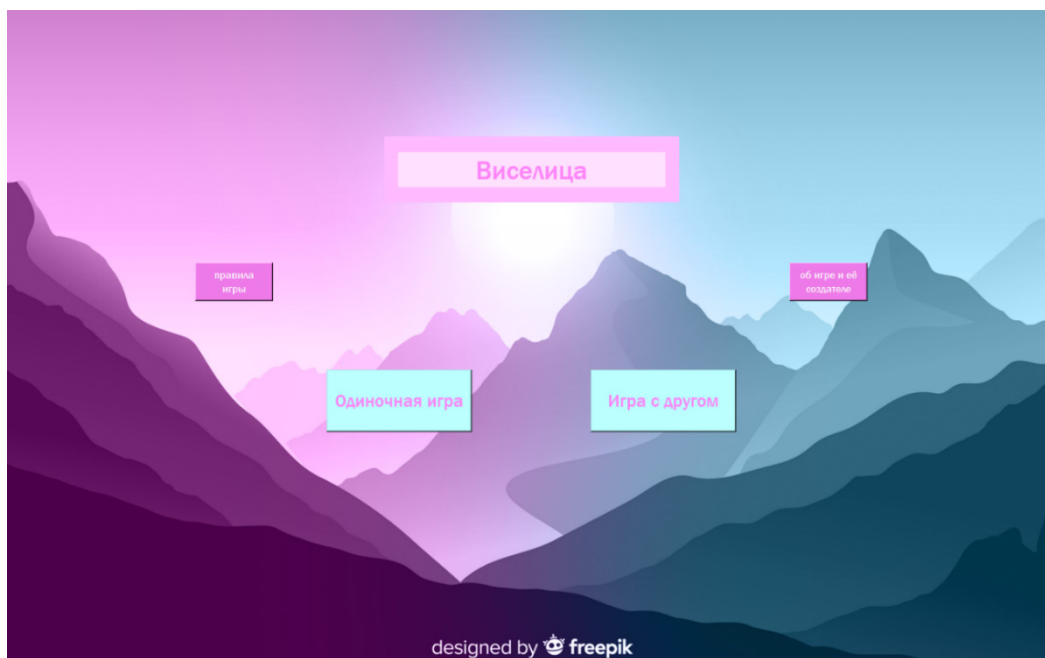 Виселица
правила
игры
об игре и её
создателе
Одиночная игра
Игра с другом
designed by freepik